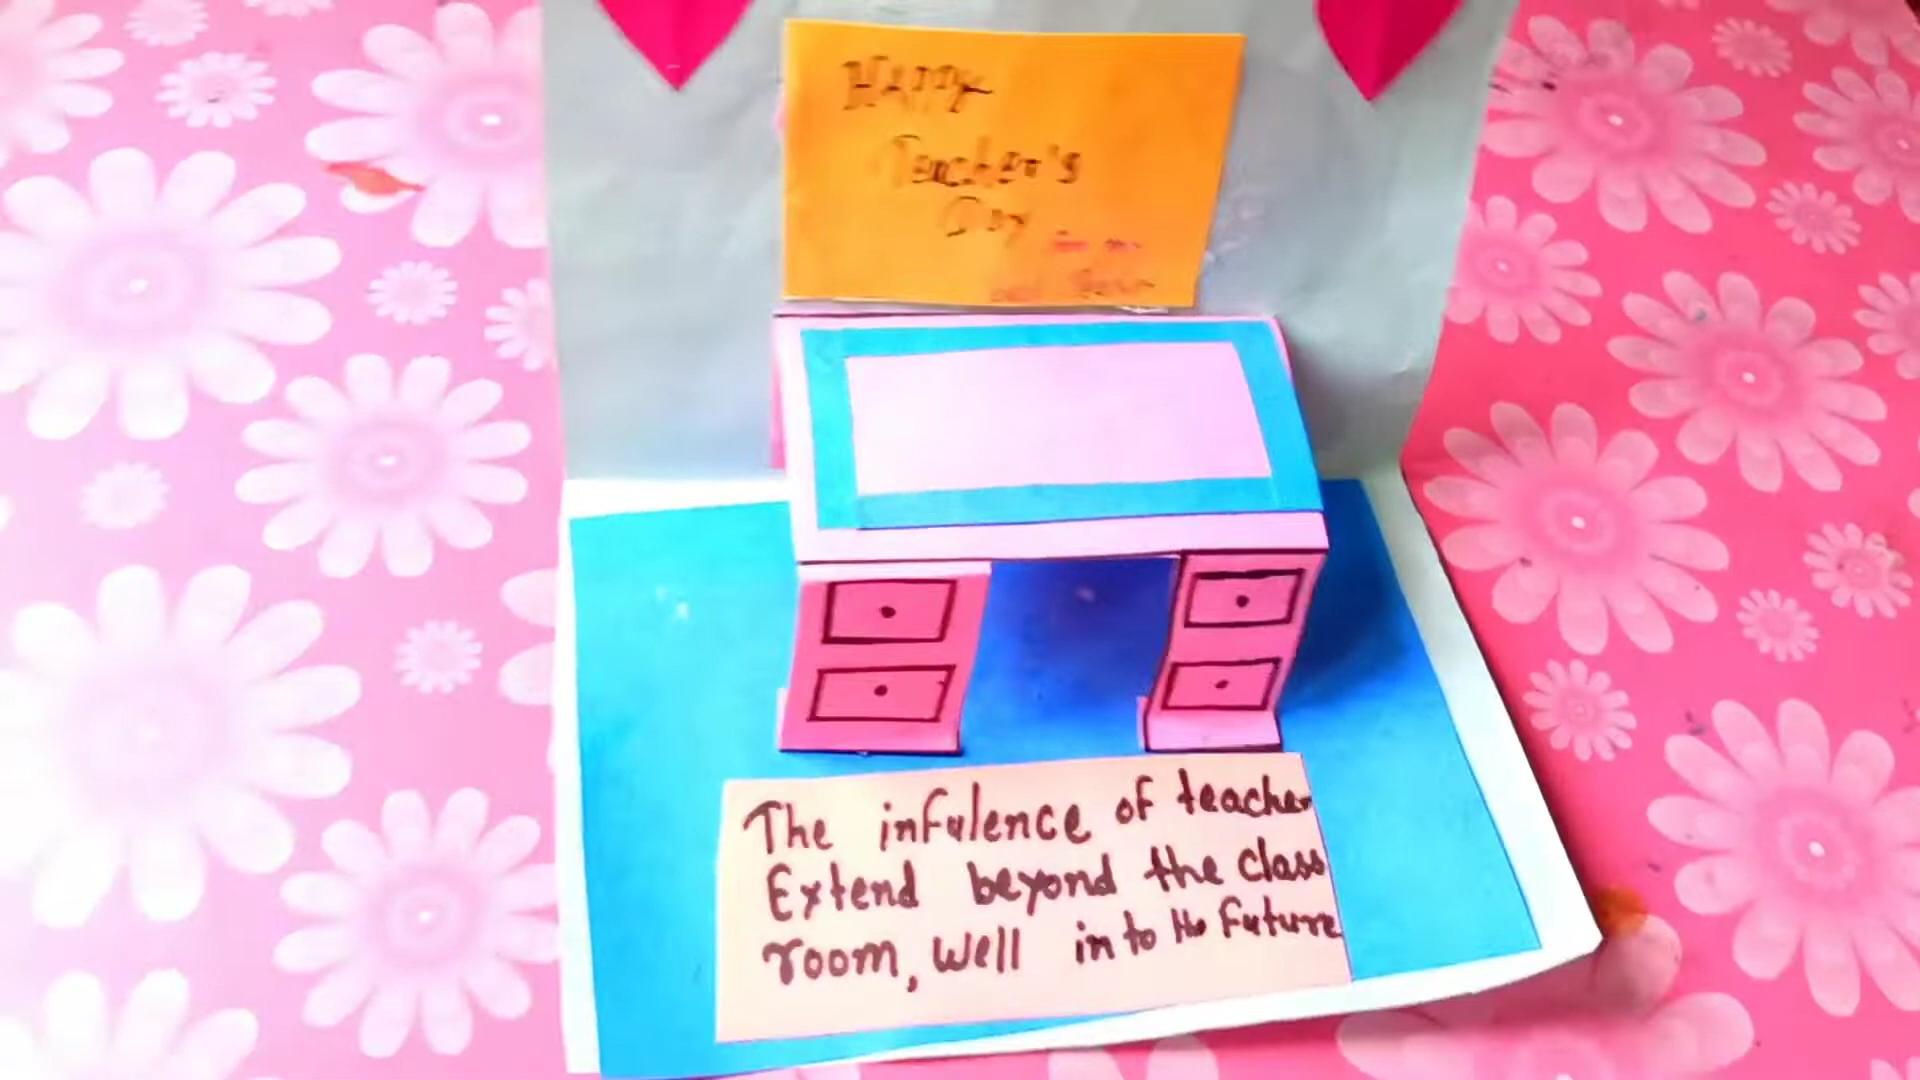 Happy
Teacher's
Day
The infulence of teacher
Extend beyond the class
room, well in to the future